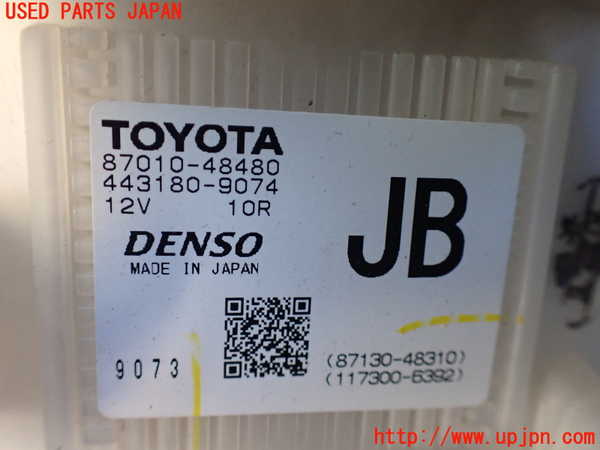 USED PARTS JAPAN
TOYOTA
87010-48480
443180-9074
12V 10R
JB
DENSO
MADE IN JAPAN
9073
(87130-48310)
(117300-6392)
http://www.upjpn.com/